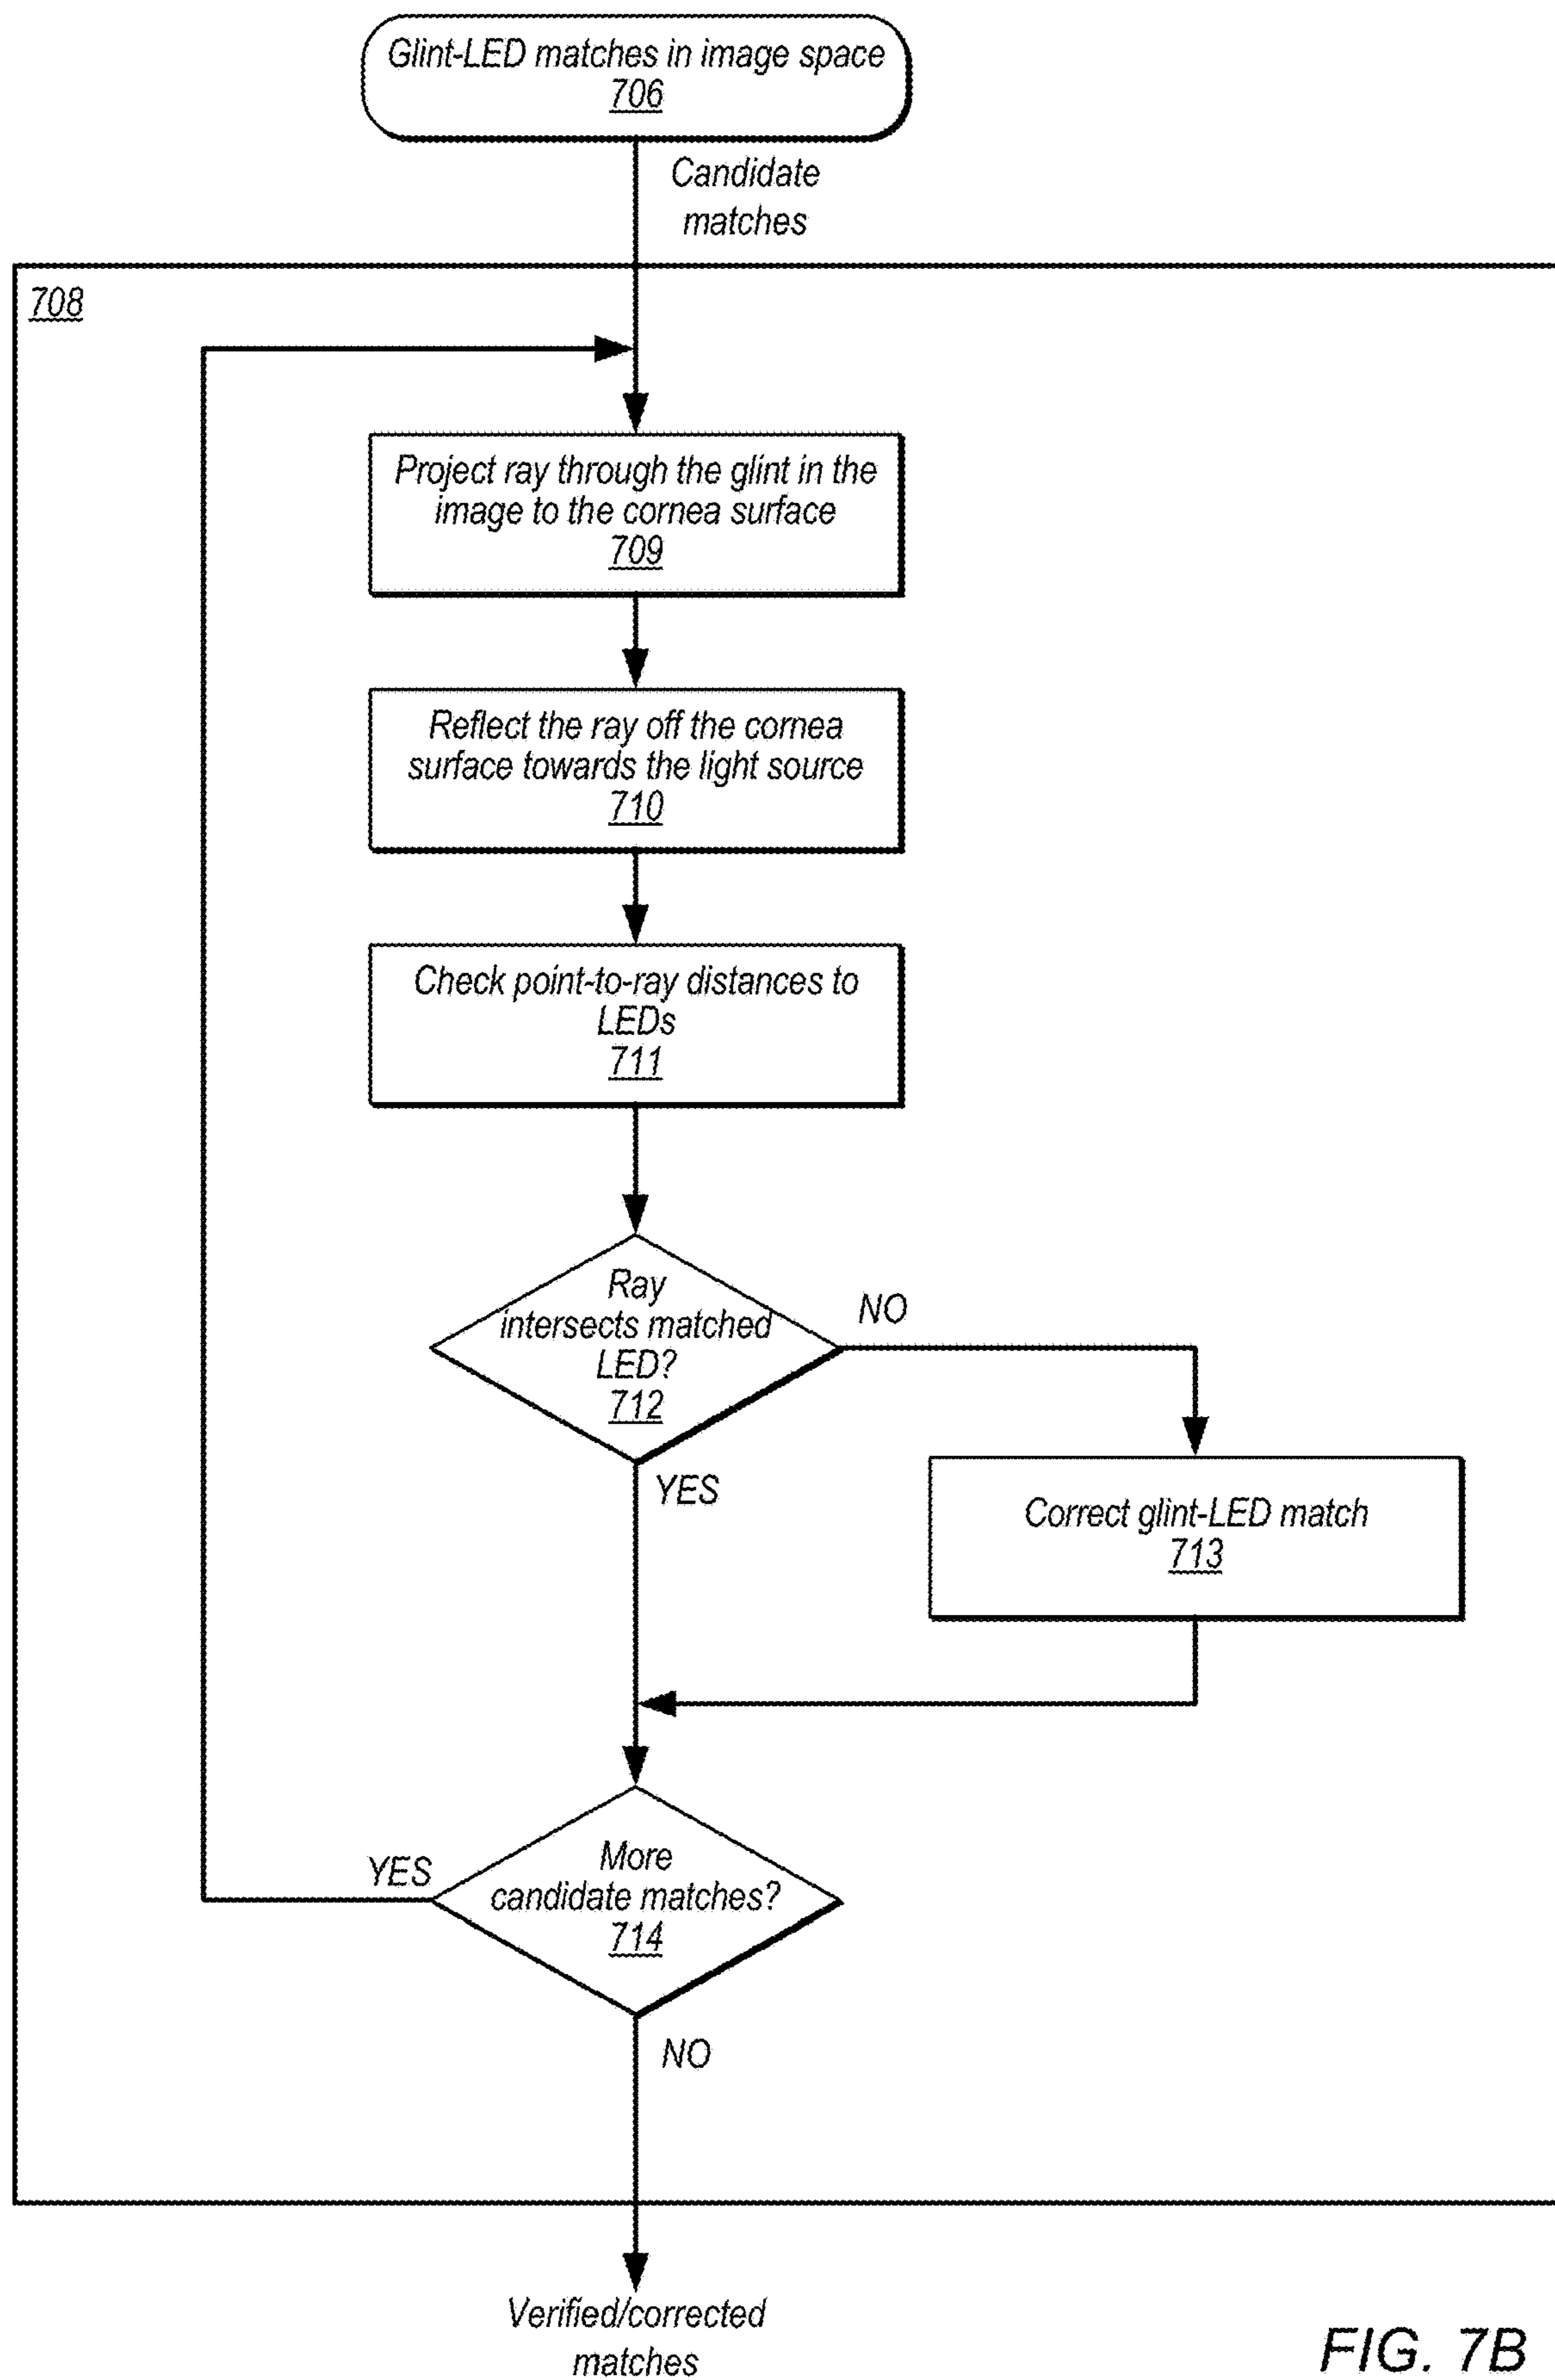 Glint-LED matches in image space
706
Candidate
matches
708
Project ray through the glint in the
image to the cornea surface
709
Reflect the ray off the cornea
surface towards the light source
710
Check point-to-ray distances to
LEDs
711
Ray
intersects matched
LED?
712
NO
YES
Correct glint-LED match
713
More
candidate matches?
714
YES
NO
Verified/corrected
matches
FIG. 7B